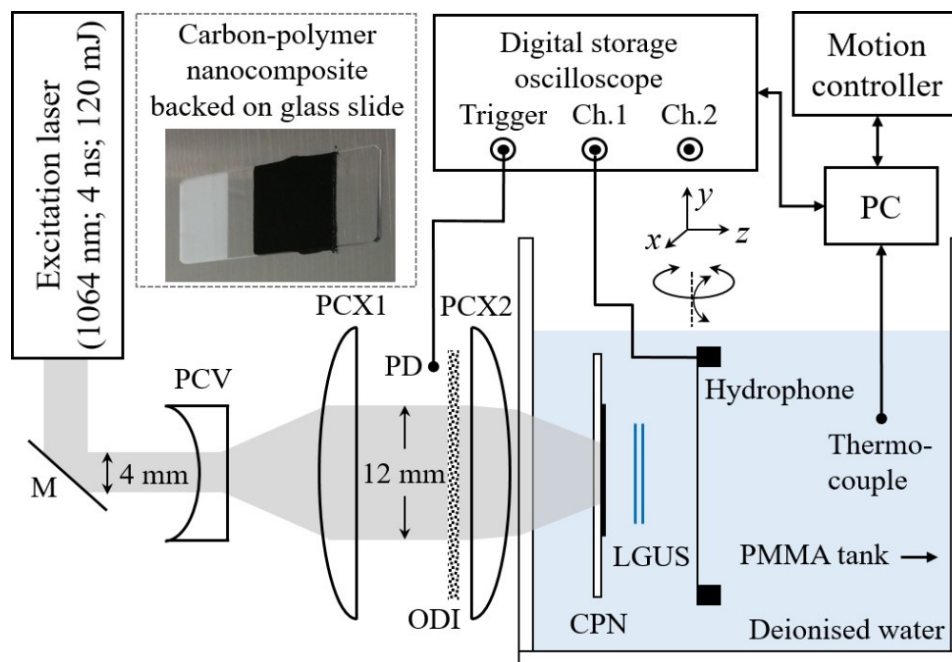 Excitation laser
(1064 nm; 4 ns; 120 mJ)
Carbon-polymer
nanocomposite
backed on glass slide
Digital storage
oscilloscope
Trigger
Ch.1
Ch.2
Motion
controller
PC
y
x
z
PCX1
PCX2
PCV
PD
Hydrophone
M
4 mm
12 mm
Thermo-
couple
LGUS
PMMA tank
ODI
CPN
Deionised water